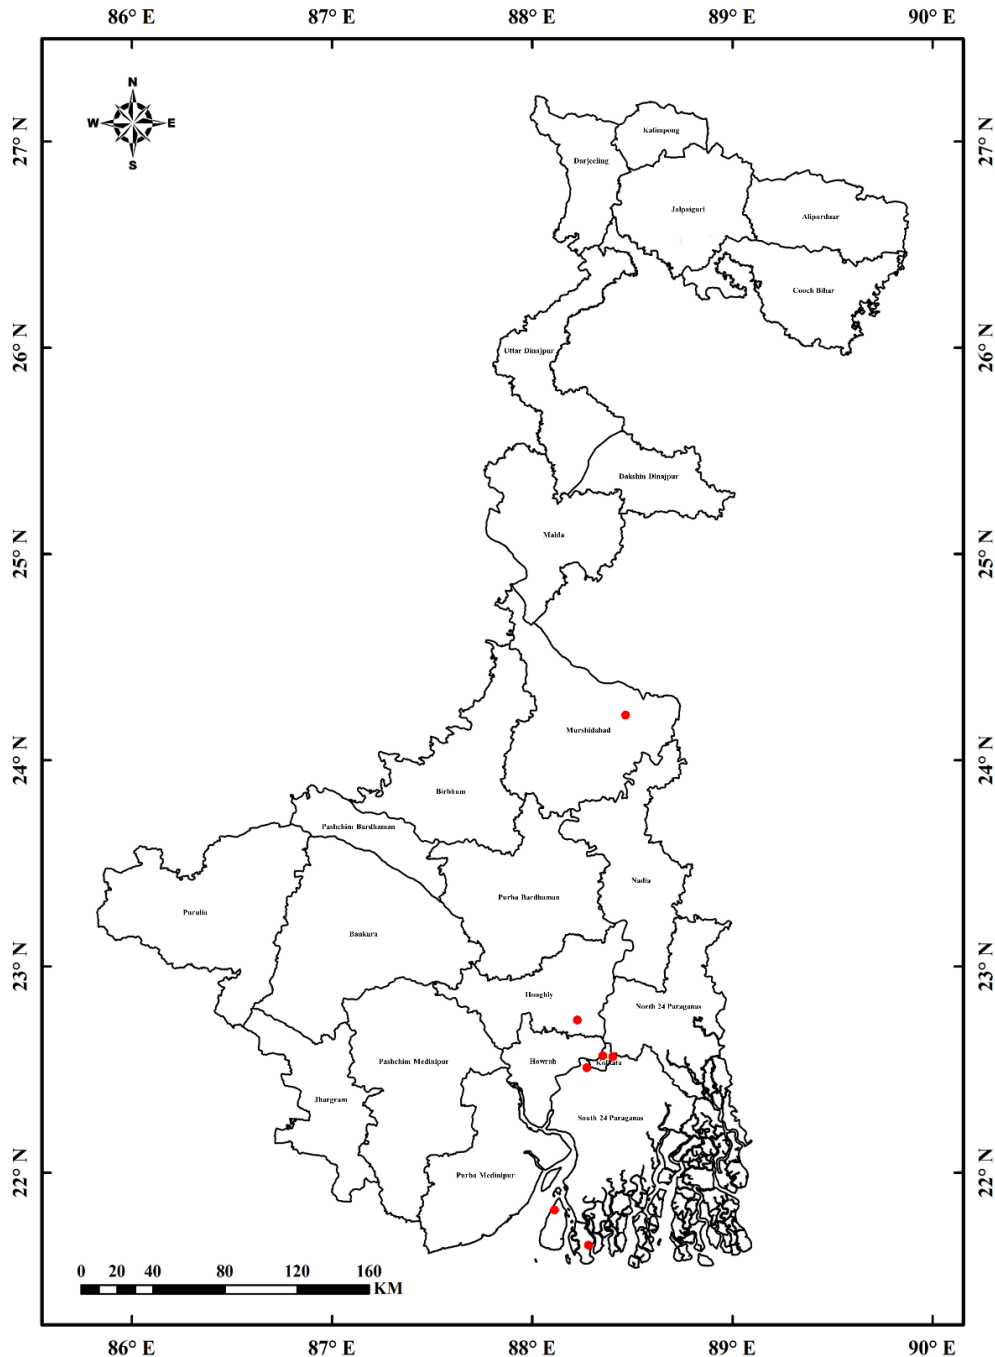 86° E 87° E 88° E 89° E 90° E
N
W E
S
27° N 27° N
Kalimpong
Darjeeling
Jalpaiguri
Alipurduar
Cooch Bihar
26° N 26° N
Uttar Dinajpur
Dakshin Dinajpur
Malda
25° N 25° N
Murshidabad
24° N 24° N
Birbhum
Pashchim Bardhaman
Nadia
Purba Bardhaman
Purulia
Bankura
23° N 23° N
Hooghly
North 24 Paraganas
Howrah
Kolkata
Pashchim Medinipur
Jhargram
South 24 Paraganas
22° N 22° N
Purba Medinipur
0 20 40 80 120 160
KM
86° E 87° E 88° E 89° E 90° E